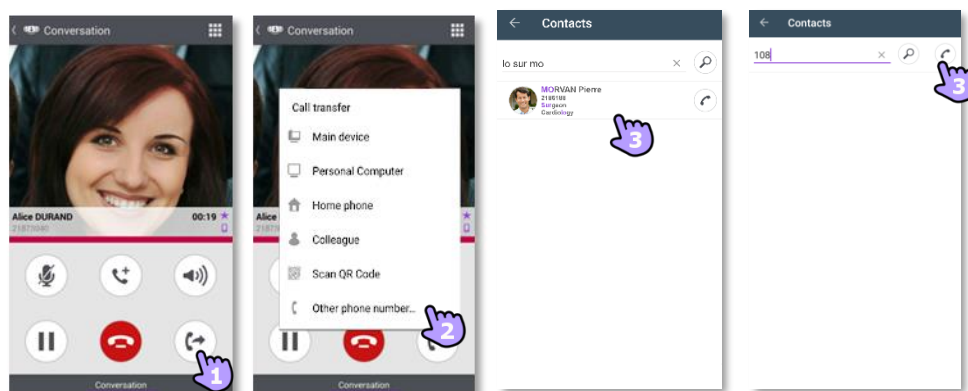 Conversation
Alice DURAND 00:19
21873040
Conversation
1
Conversation
Call transfer
Main device
Personal Computer
Home phone
Colleague
Scan QR Code
Other phone number...
Alice
Conversation
2
Contacts
lo sur mo
MORVAN Pierre
2186108
Surgeon
Cardiology
3
Contacts
108
3